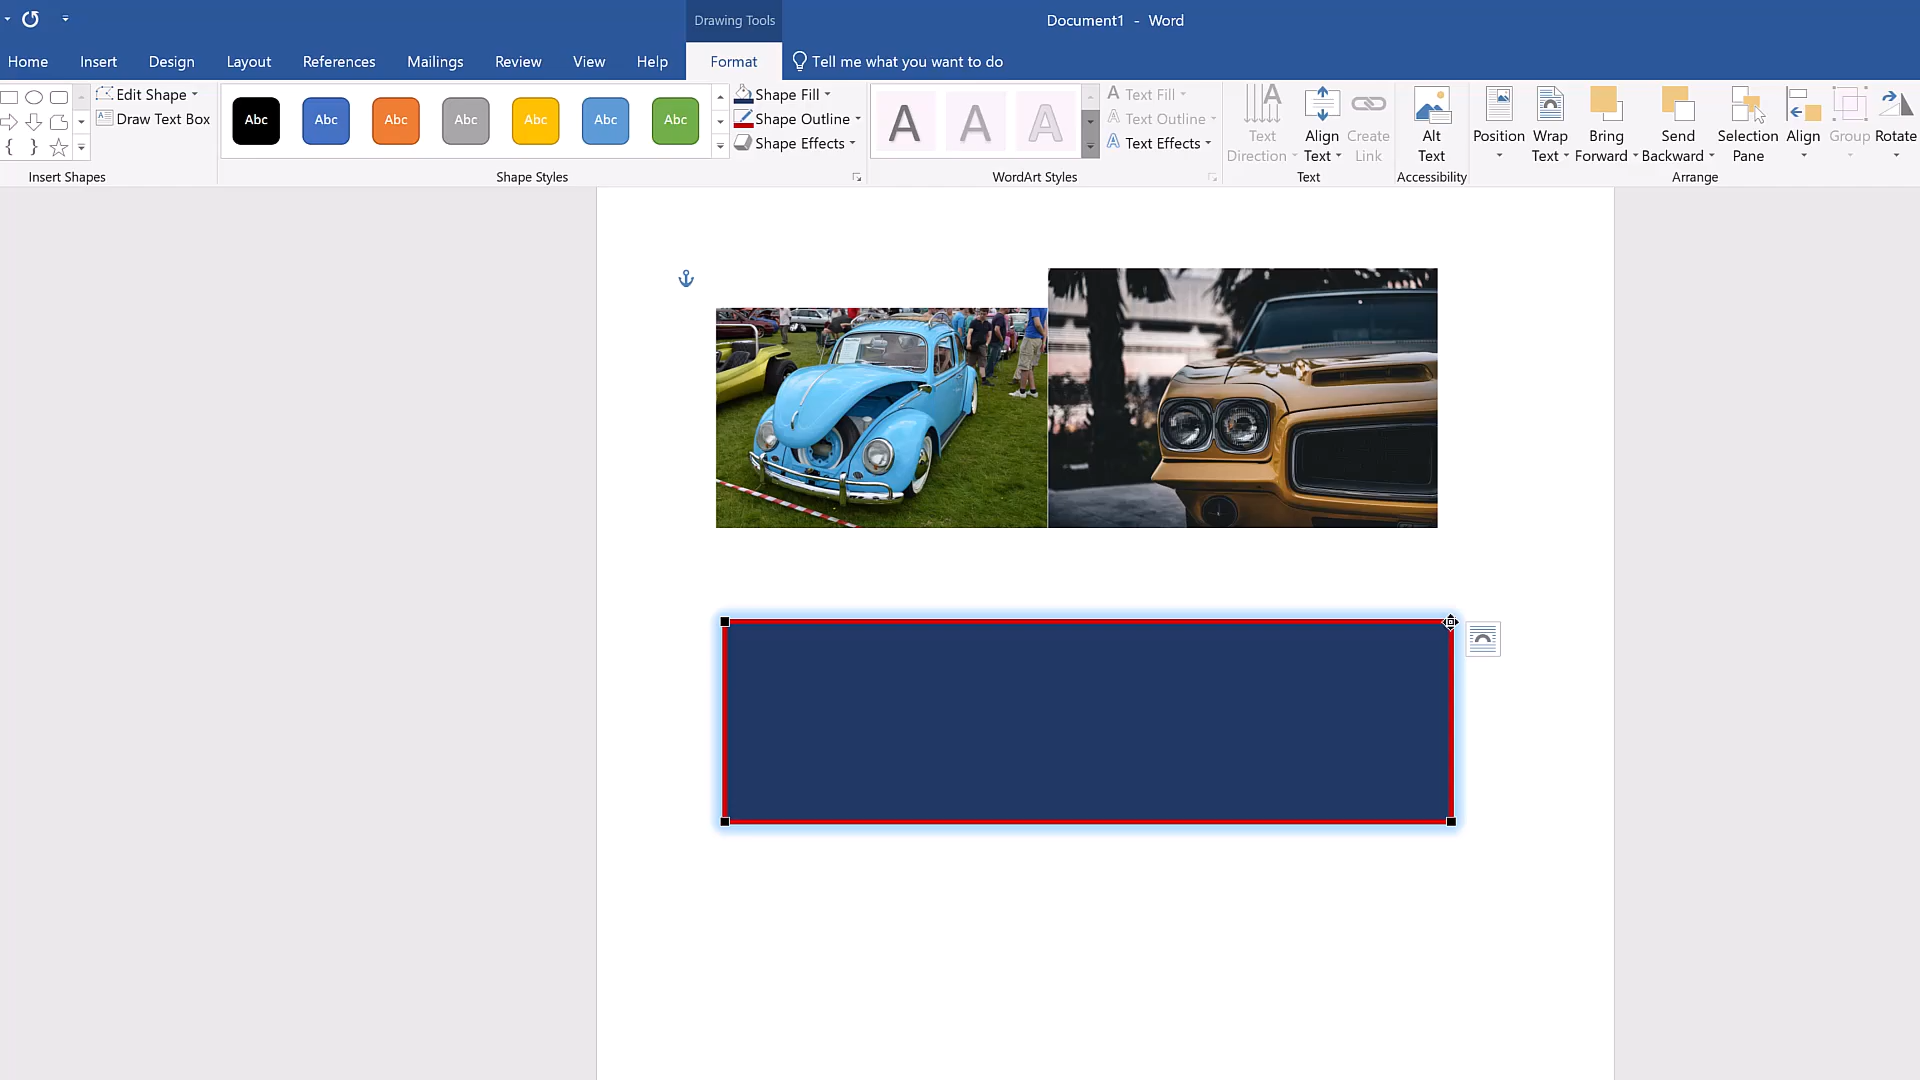 Drawing Tools
Document1 - Word
Home Insert Design Layout References Mailings Review View Help Format Tell me what you want to do
Edit Shape
Draw Text Box
Insert Shapes
Abc Abc Abc Abc Abc Abc Abc
Shape Fill
Shape Outline
Shape Effects
Shape Styles
A A A
A Text Fill
A Text Outline
A Text Effects
WordArt Styles
Text Direction
Align Text
Create Link
Text
Alt Text
Accessibility
Position
Wrap Text
Bring Forward
Send Backward
Selection Pane
Align
Group
Rotate
Arrange